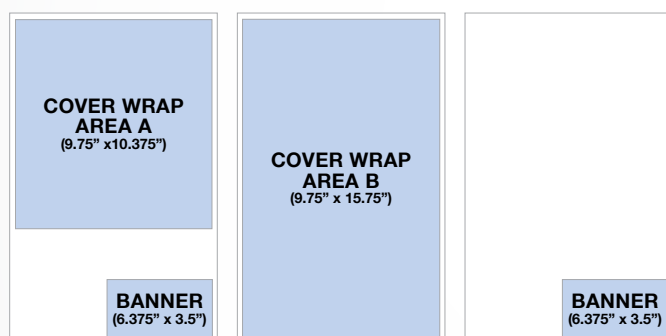 COVER WRAP
AREA A
(9.75” x10.375”)
BANNER
(6.375” x 3.5”)
COVER WRAP
AREA B
(9.75” x 15.75”)
BANNER
(6.375” x 3.5”)